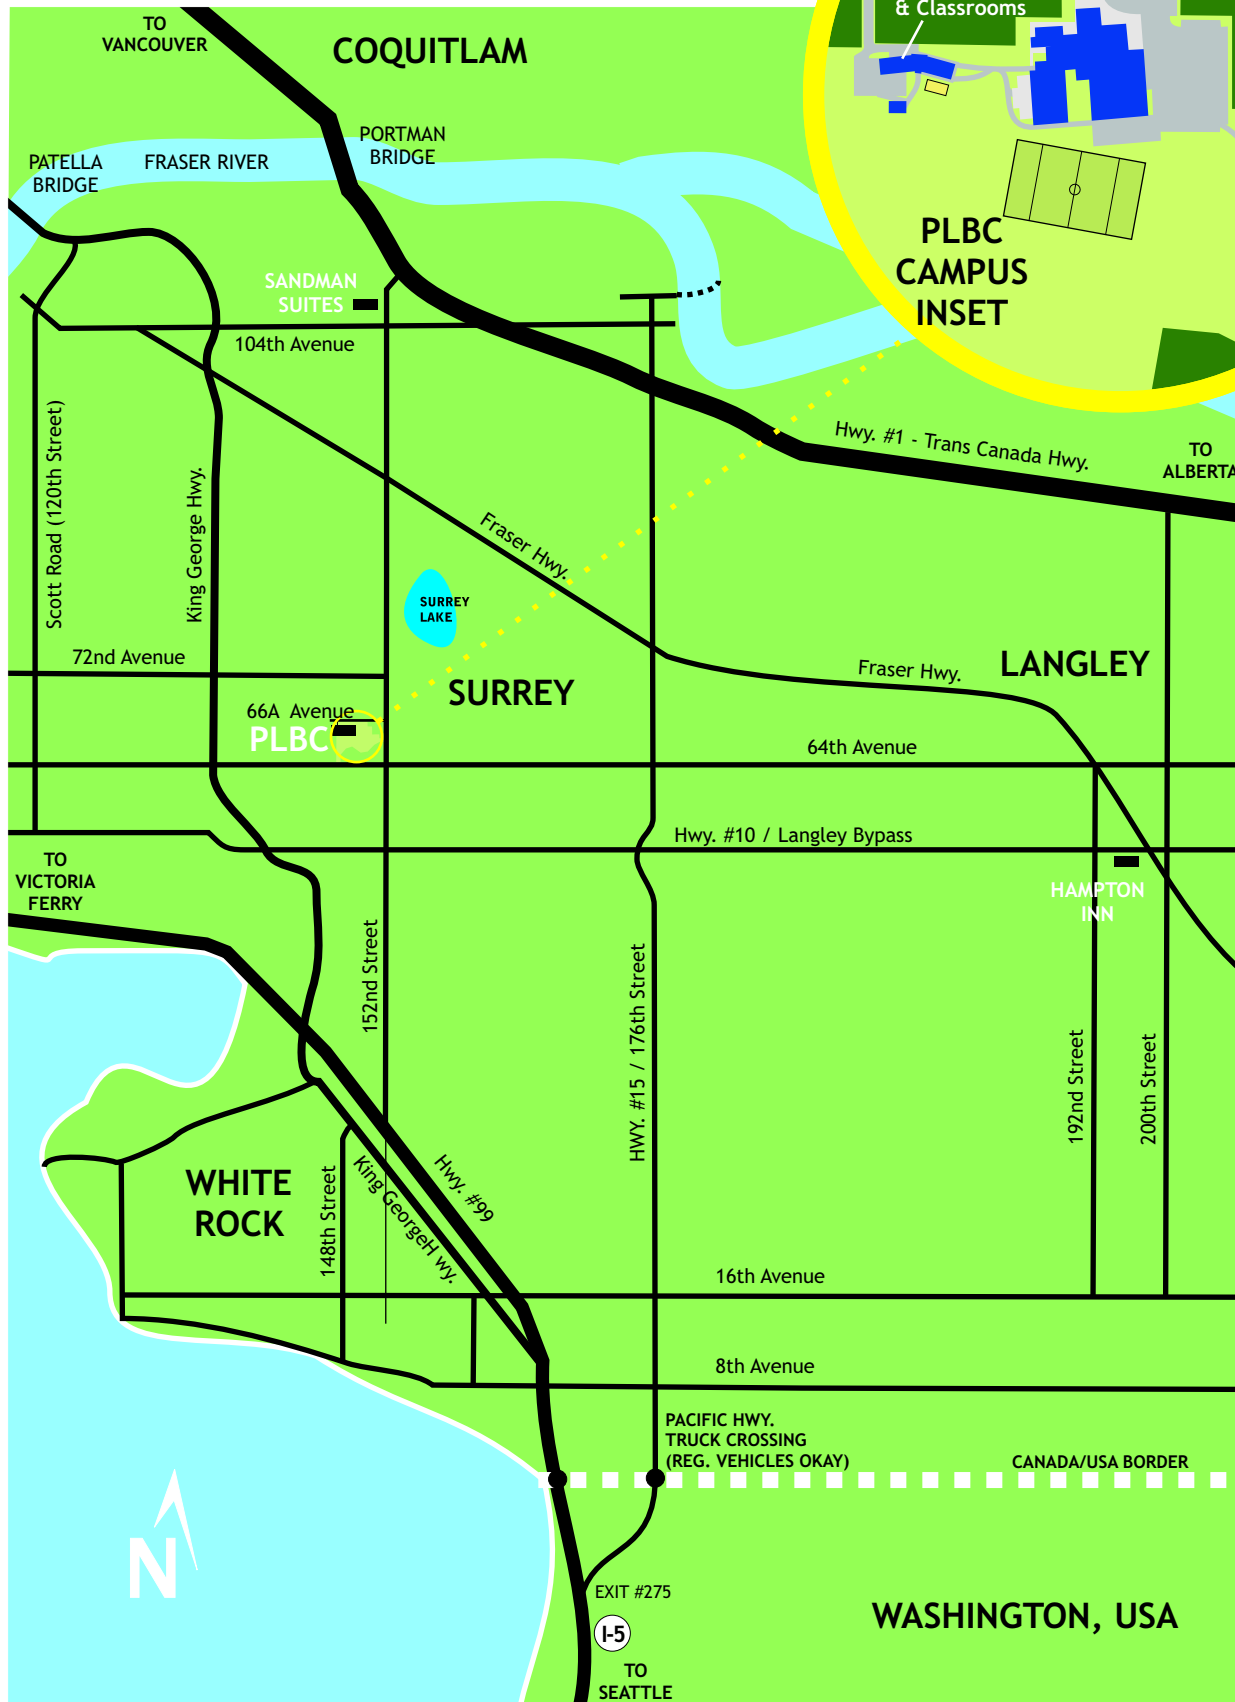 & Classrooms
TO
VANCOUVER
COQUITLAM
PORTMAN
BRIDGE
PATELLA
BRIDGE
FRASER RIVER
PLBC
CAMPUS
INSET
SANDMAN
SUITES
104th Avenue
Scott Road (120th Street)
King George Hwy.
Hwy. #1 - Trans Canada Hwy.
TO
ALBERTA
Fraser Hwy.
SURREY
LAKE
72nd Avenue
SURREY
Fraser Hwy.
LANGLEY
66A Avenue
PLBC
64th Avenue
Hwy. #10 / Langley Bypass
TO
VICTORIA
FERRY
HAMPTON
INN
152nd Street
HWY. #15 / 176th Street
192nd Street
200th Street
WHITE
ROCK
148th Street
King GeorgeH wy.
Hwy. #99
16th Avenue
8th Avenue
PACIFIC HWY.
TRUCK CROSSING
(REG. VEHICLES OKAY)
CANADA/USA BORDER
N
EXIT #275
I-5
WASHINGTON, USA
TO
SEATTLE